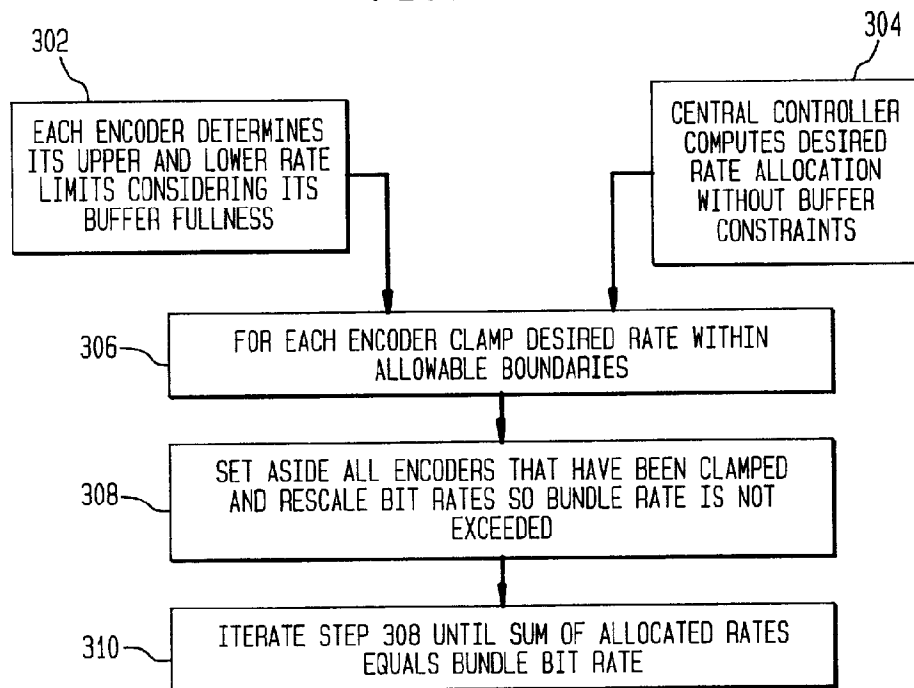 302
304
EACH ENCODER DETERMINES
ITS UPPER AND LOWER RATE
LIMITS CONSIDERING ITS
BUFFER FULLNESS
CENTRAL CONTROLLER
COMPUTES DESIRED
RATE ALLOCATION
WITHOUT BUFFER
CONSTRAINTS
306
FOR EACH ENCODER CLAMP DESIRED RATE WITHIN
ALLOWABLE BOUNDARIES
308
SET ASIDE ALL ENCODERS THAT HAVE BEEN CLAMPED
AND RESCALE BIT RATES SO BUNDLE RATE IS NOT
EXCEEDED
310
ITERATE STEP 308 UNTIL SUM OF ALLOCATED RATES
EQUALS BUNDLE BIT RATE